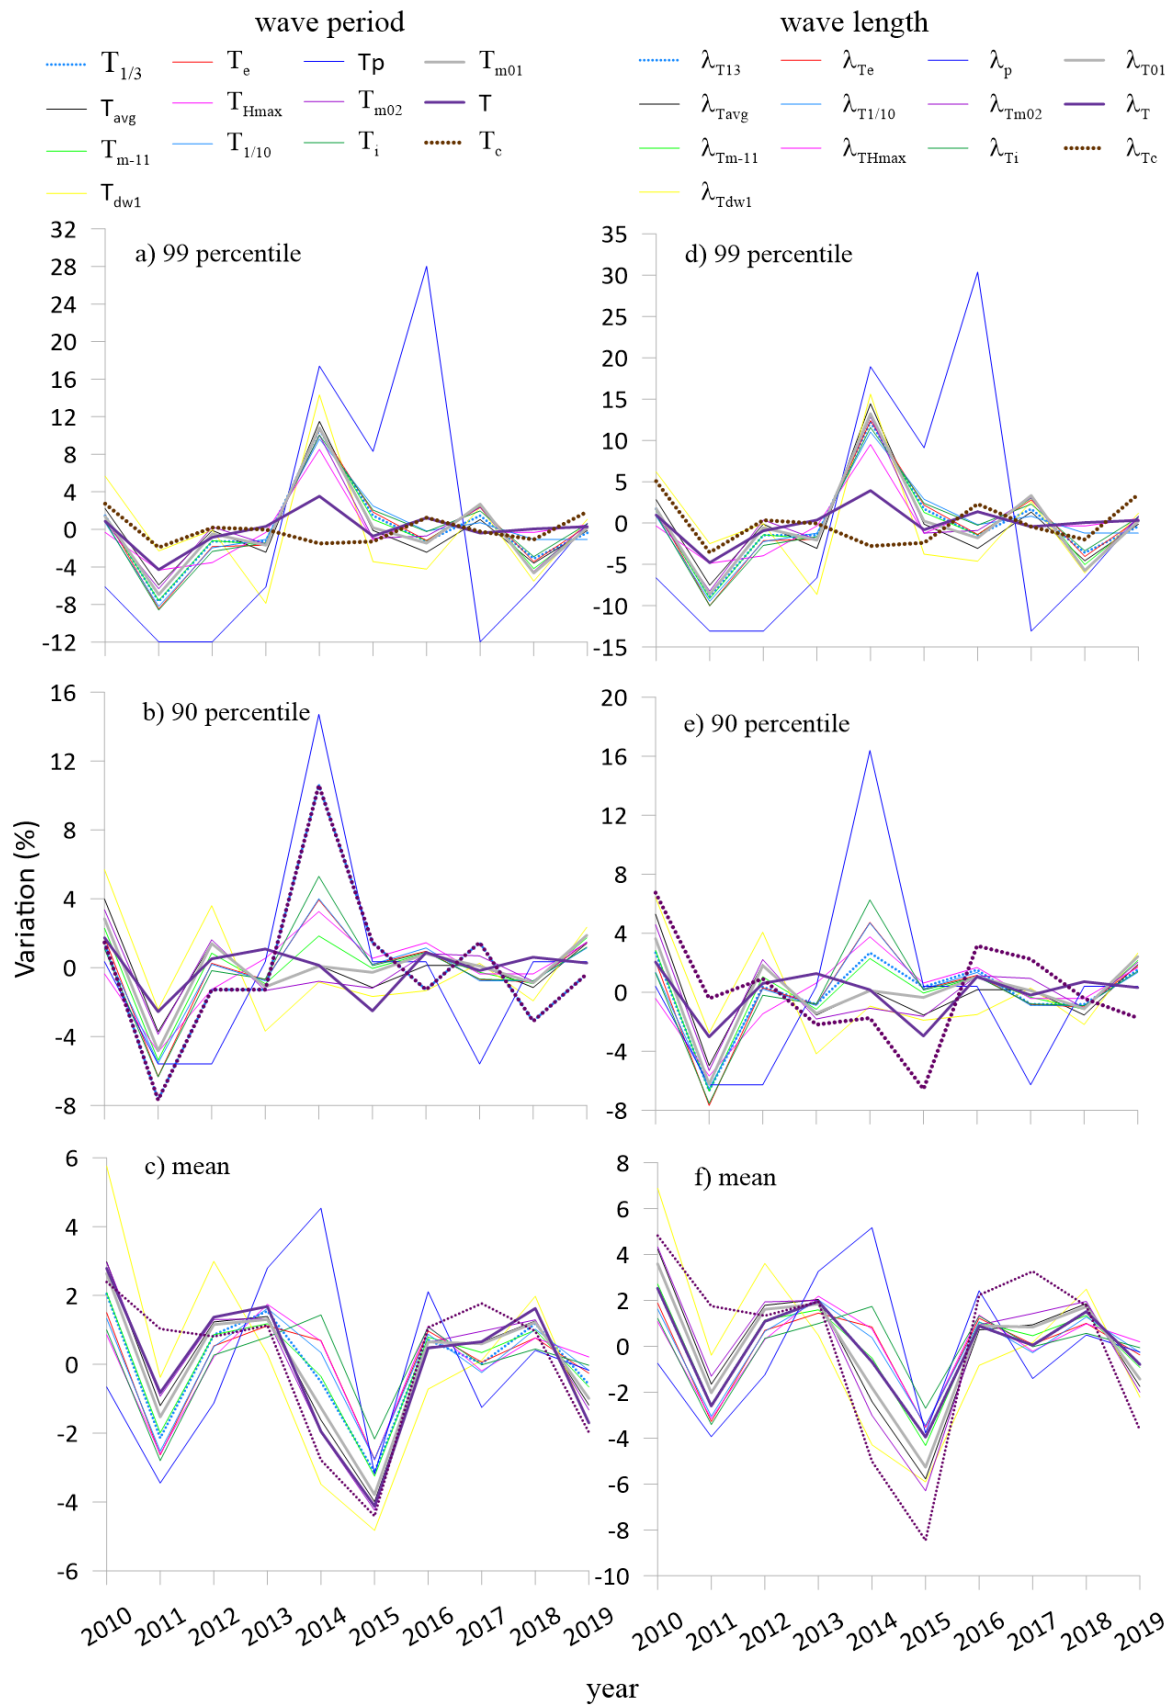 wave period
wave length
T1/3 Te Tp Tm01
Tavg THmax Tm02 T
Tm-11 T1/10 Ti Tc
Tdw1
λT13 λTe λp λT01
λTavg λT1/10 λTm02 λT
λTm-11 λTHmax λTi λTc
λTdw1
a) 99 percentile
32
28
24
20
16
12
8
4
0
-4
-8
-12
d) 99 percentile
35
30
25
20
15
10
5
0
-5
-10
-15
Variation (%)
b) 90 percentile
16
12
8
4
0
-4
-8
e) 90 percentile
20
16
12
8
4
0
-4
-8
c) mean
6
4
2
0
-2
-4
-6
f) mean
8
6
4
2
0
-2
-4
-6
-8
-10
2010 2011 2012 2013 2014 2015 2016 2017 2018 2019
2010 2011 2012 2013 2014 2015 2016 2017 2018 2019
year